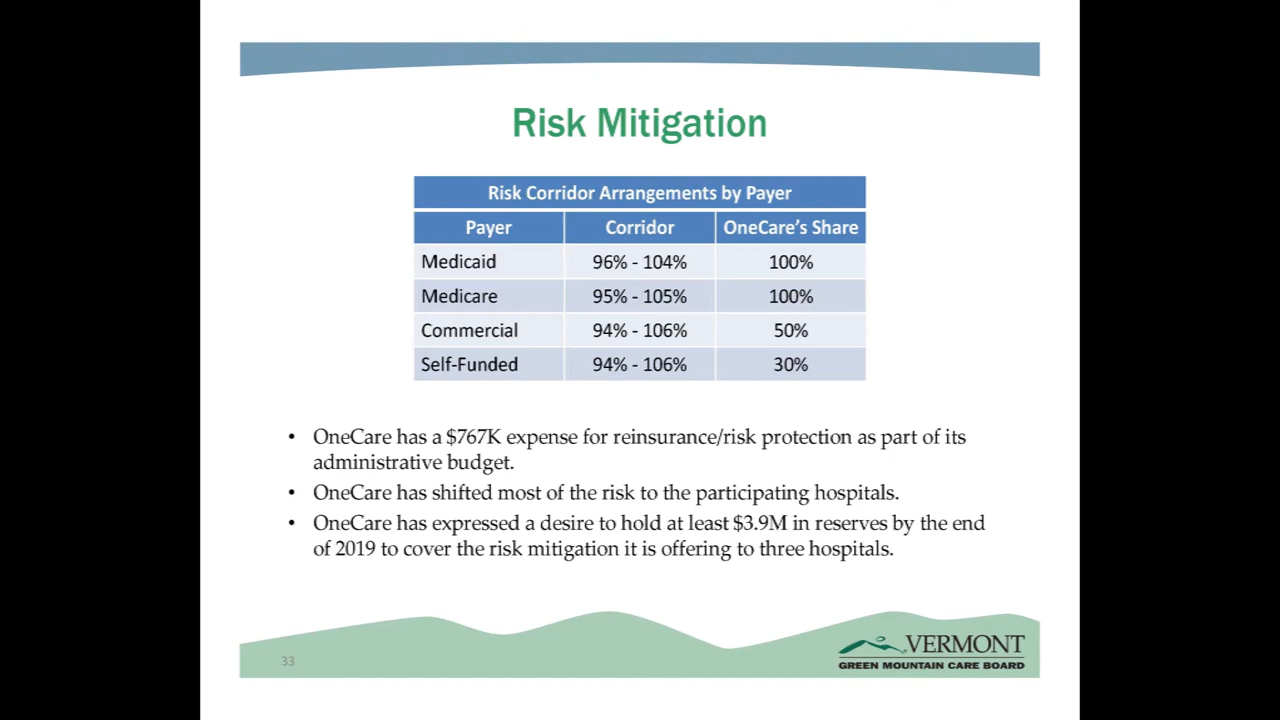 Risk Mitigation
Risk Corridor Arrangements by Payer
Payer Corridor OneCare's Share
Medicaid 96% - 104% 100%
Medicare 95% - 105% 100%
Commercial 94% - 106% 50%
Self-Funded 94% - 106% 30%
• OneCare has a $767K expense for reinsurance/risk protection as part of its
administrative budget.
• OneCare has shifted most of the risk to the participating hospitals.
• OneCare has expressed a desire to hold at least $3.9M in reserves by the end
of 2019 to cover the risk mitigation it is offering to three hospitals.
33
VERMONT
GREEN MOUNTAIN CARE BOARD